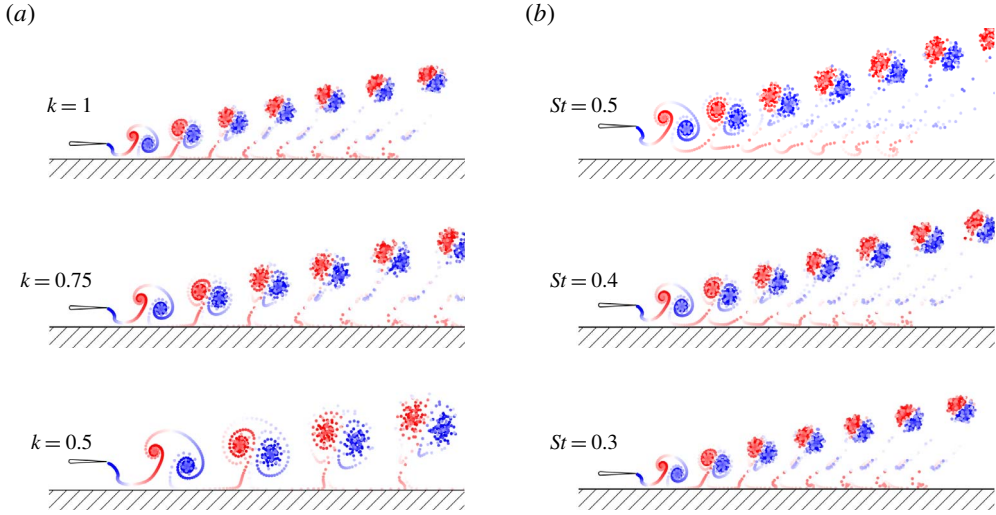 (a)
k = 1
k = 0.75
k = 0.5
(b)
St = 0.5
St = 0.4
St = 0.3